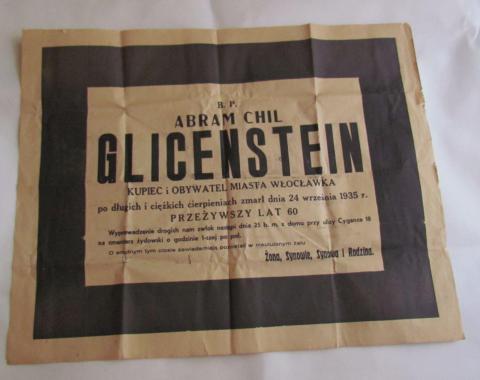 B. P.
ABRAM CHIL
GLICENSTEIN
KUPIEC i OBYWATEL MIASTA WŁOCŁAWKA
po długich i ciężkich cierpieniach zmarł dnia 24 września 1935 r.
PRZEŻYWSZY LAT 60
Wyprowadzenie drogich nam zwłok nastąpi dnia 25 b. m. z domu przy ulicy Cyganka 18
na cmentarz żydowski o godzinie 1-szej po poł.
O smutnym tym ciosie zawiadamia pozostali w nieutulonym żalu
Żona, Synowie, Synowa i Rodzina.